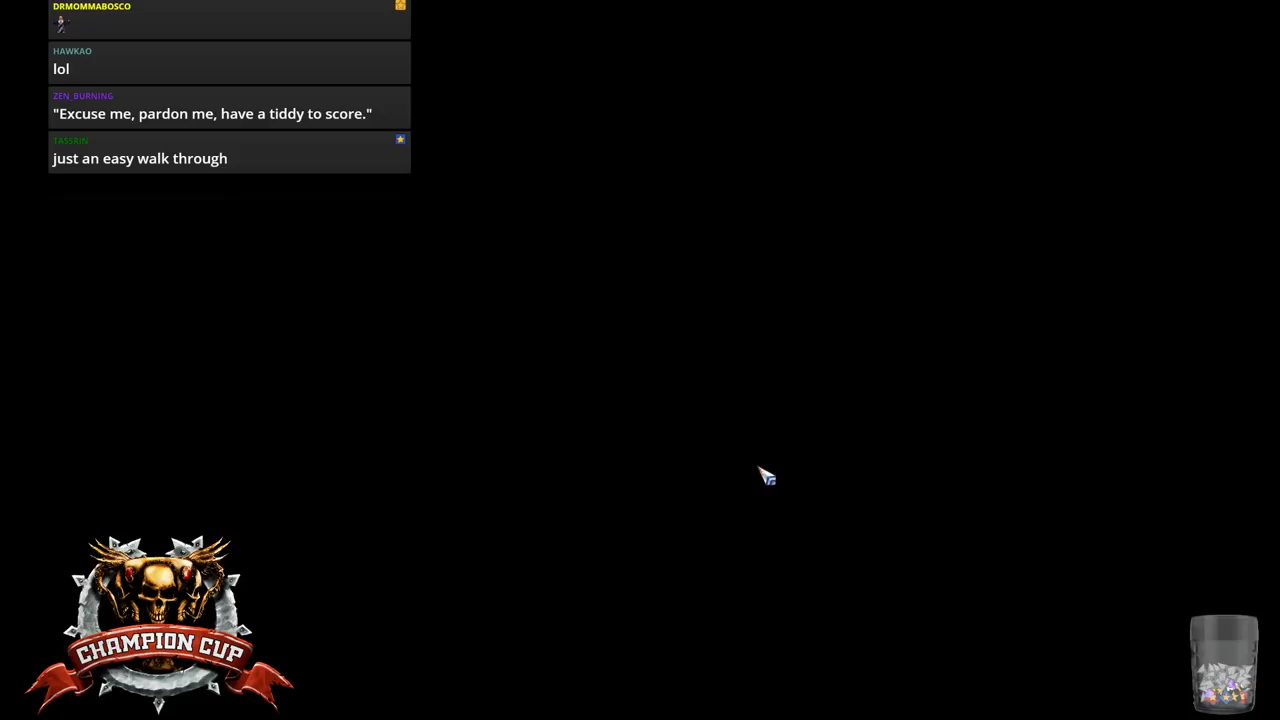 DRMOMMABOSCO
HAWKAO
lol
ZEN_BURNING
"Excuse me, pardon me, have a tiddy to score."
TASSRIN
just an easy walk through
CHAMPION CUP